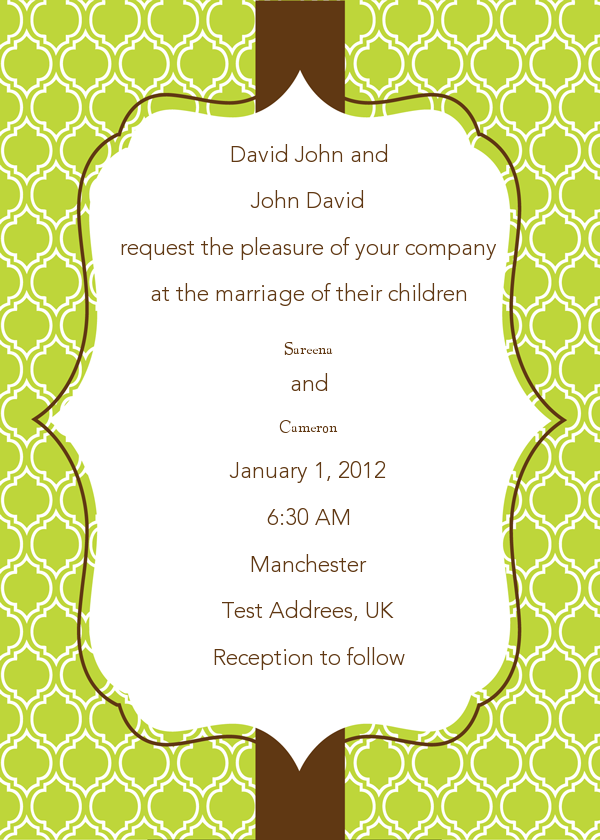 David John and
John David
request the pleasure of your company
at the marriage of their children
Sareena
and
Cameron
January 1, 2012
6:30 AM
Manchester
Test Addrees, UK
Reception to follow